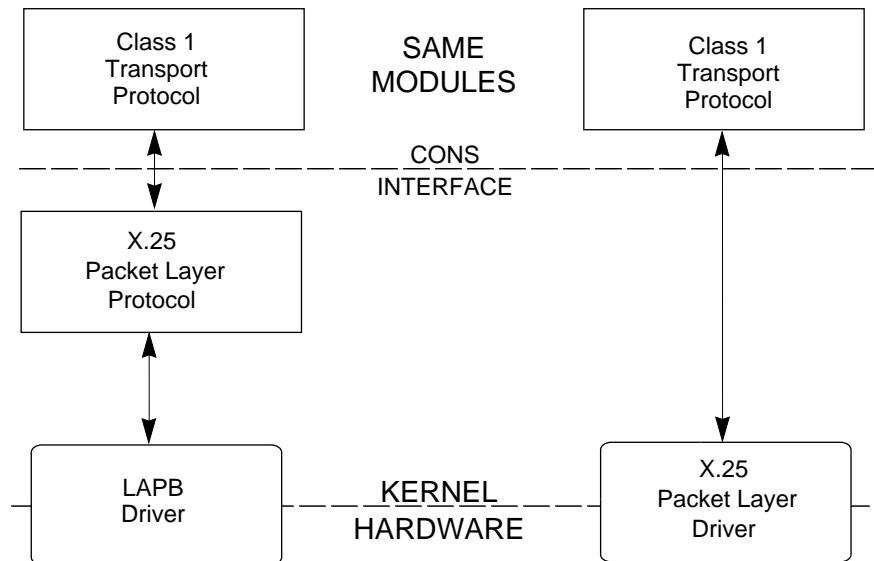 Class 1
Transport
Protocol
SAME
MODULES
Class 1
Transport
Protocol
CONS
INTERFACE
X.25
Packet Layer
Protocol
LAPB
Driver
KERNEL
HARDWARE
X.25
Packet Layer
Driver